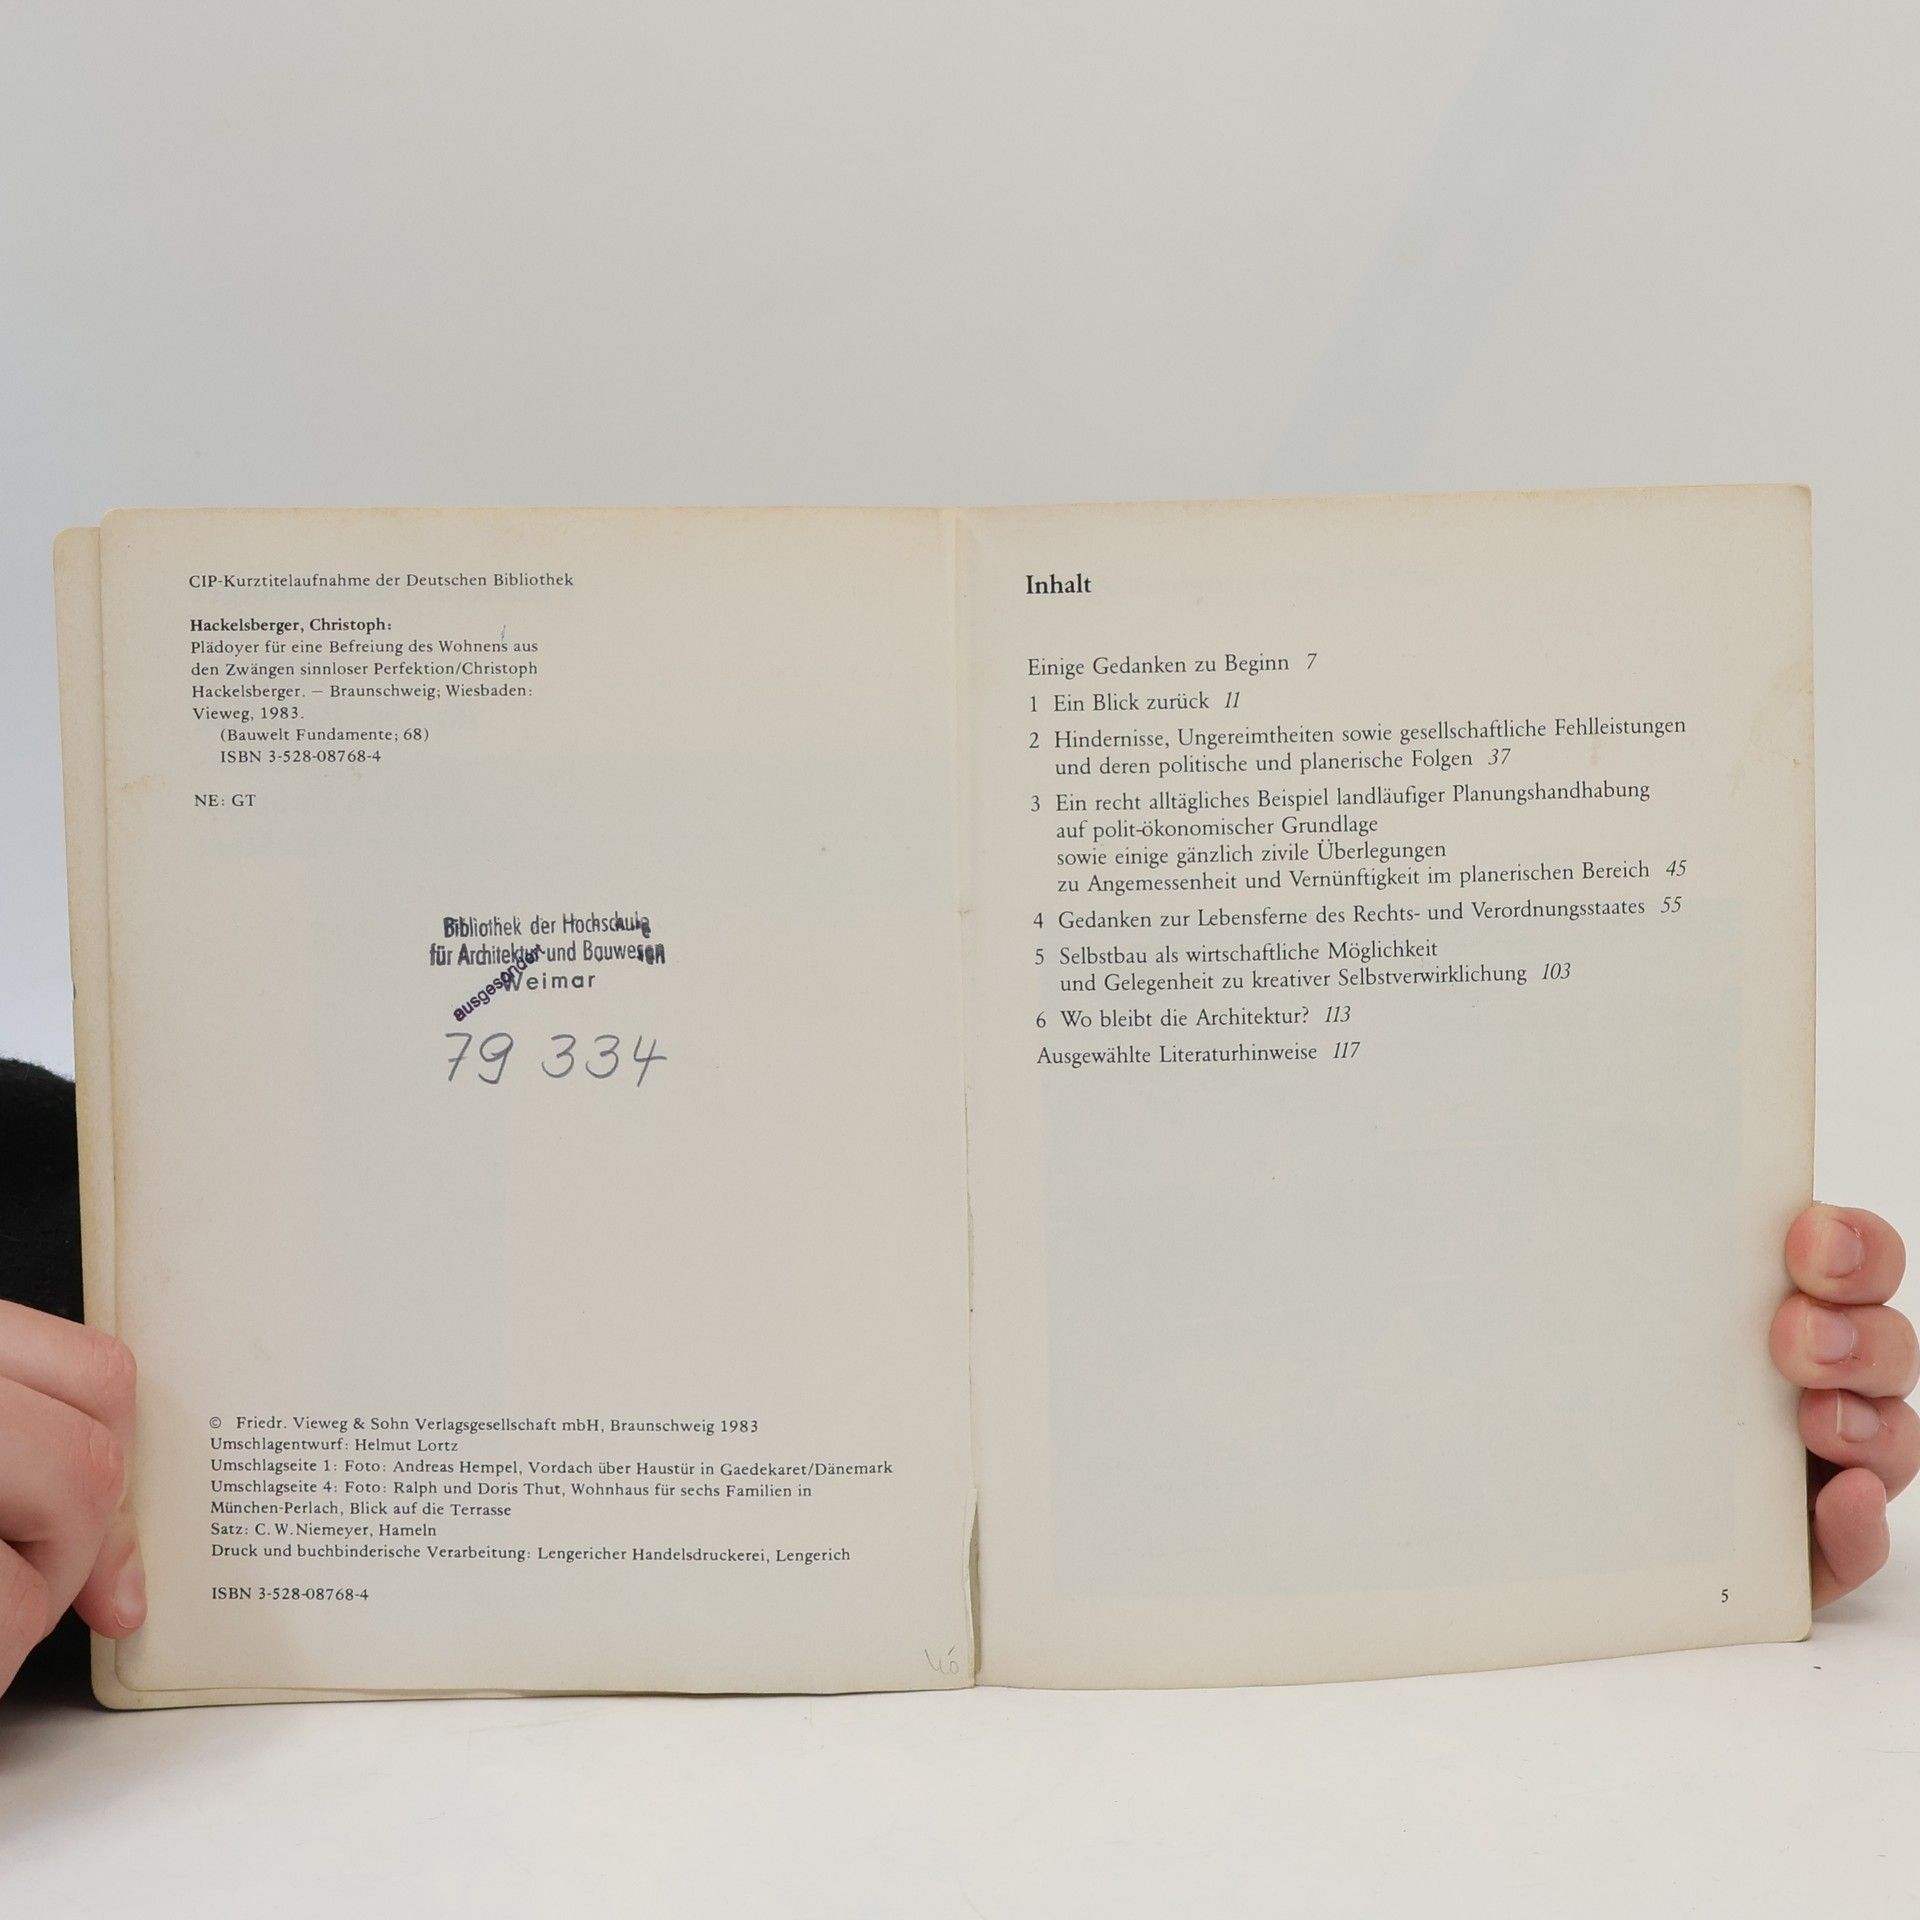 CIP-Kurztitelaufnahme der Deutschen Bibliothek
Hackelsberger, Christoph:
Plädoyer für eine Befreiung des Wohnens aus
den Zwängen sinnloser Perfektion/Christoph
Hackelsberger. – Braunschweig; Wiesbaden:
Vieweg, 1983.
(Bauwelt Fundamente; 68)
ISBN 3-528-08768-4
NE: GT
Bibliothek der Hochschule
für Architektur und Bauwesen
Weimar
ausgesondert
79 334
© Friedr. Vieweg & Sohn Verlagsgesellschaft mbH, Braunschweig 1983
Umschlagentwurf: Helmut Lortz
Umschlagseite 1: Foto: Andreas Hempel, Vordach über Haustür in Gaedekaret/Dänemark
Umschlagseite 4: Foto: Ralph und Doris Thut, Wohnhaus für sechs Familien in
München-Perlach, Blick auf die Terrasse
Satz: C.W.Niemeyer, Hameln
Druck und buchbinderische Verarbeitung: Lengericher Handelsdruckerei, Lengerich
ISBN 3-528-08768-4
Inhalt
Einige Gedanken zu Beginn 7
1 Ein Blick zurück 11
2 Hindernisse, Ungereimtheiten sowie gesellschaftliche Fehlleistungen
und deren politische und planerische Folgen 37
3 Ein recht alltägliches Beispiel landläufiger Planungshandhabung
auf polit-ökonomischer Grundlage
sowie einige gänzlich zivile Überlegungen
zu Angemessenheit und Vernünftigkeit im planerischen Bereich 45
4 Gedanken zur Lebensferne des Rechts- und Verordnungsstaates 55
5 Selbstbau als wirtschaftliche Möglichkeit
und Gelegenheit zu kreativer Selbstverwirklichung 103
6 Wo bleibt die Architektur? 113
Ausgewählte Literaturhinweise 117
5